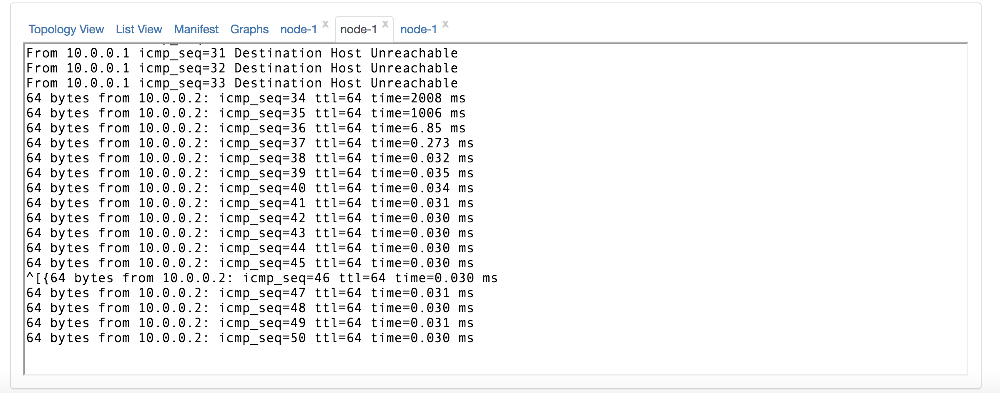 Topology View List View Manifest Graphs node-1 x node-1 x node-1 x
From 10.0.0.1 icmp_seq=31 Destination Host Unreachable
From 10.0.0.1 icmp_seq=32 Destination Host Unreachable
From 10.0.0.1 icmp_seq=33 Destination Host Unreachable
64 bytes from 10.0.0.2: icmp_seq=34 ttl=64 time=2008 ms
64 bytes from 10.0.0.2: icmp_seq=35 ttl=64 time=1006 ms
64 bytes from 10.0.0.2: icmp_seq=36 ttl=64 time=6.85 ms
64 bytes from 10.0.0.2: icmp_seq=37 ttl=64 time=0.273 ms
64 bytes from 10.0.0.2: icmp_seq=38 ttl=64 time=0.032 ms
64 bytes from 10.0.0.2: icmp_seq=39 ttl=64 time=0.035 ms
64 bytes from 10.0.0.2: icmp_seq=40 ttl=64 time=0.034 ms
64 bytes from 10.0.0.2: icmp_seq=41 ttl=64 time=0.031 ms
64 bytes from 10.0.0.2: icmp_seq=42 ttl=64 time=0.030 ms
64 bytes from 10.0.0.2: icmp_seq=43 ttl=64 time=0.030 ms
64 bytes from 10.0.0.2: icmp_seq=44 ttl=64 time=0.030 ms
64 bytes from 10.0.0.2: icmp_seq=45 ttl=64 time=0.030 ms
^[{64 bytes from 10.0.0.2: icmp_seq=46 ttl=64 time=0.030 ms
64 bytes from 10.0.0.2: icmp_seq=47 ttl=64 time=0.031 ms
64 bytes from 10.0.0.2: icmp_seq=48 ttl=64 time=0.030 ms
64 bytes from 10.0.0.2: icmp_seq=49 ttl=64 time=0.031 ms
64 bytes from 10.0.0.2: icmp_seq=50 ttl=64 time=0.030 ms